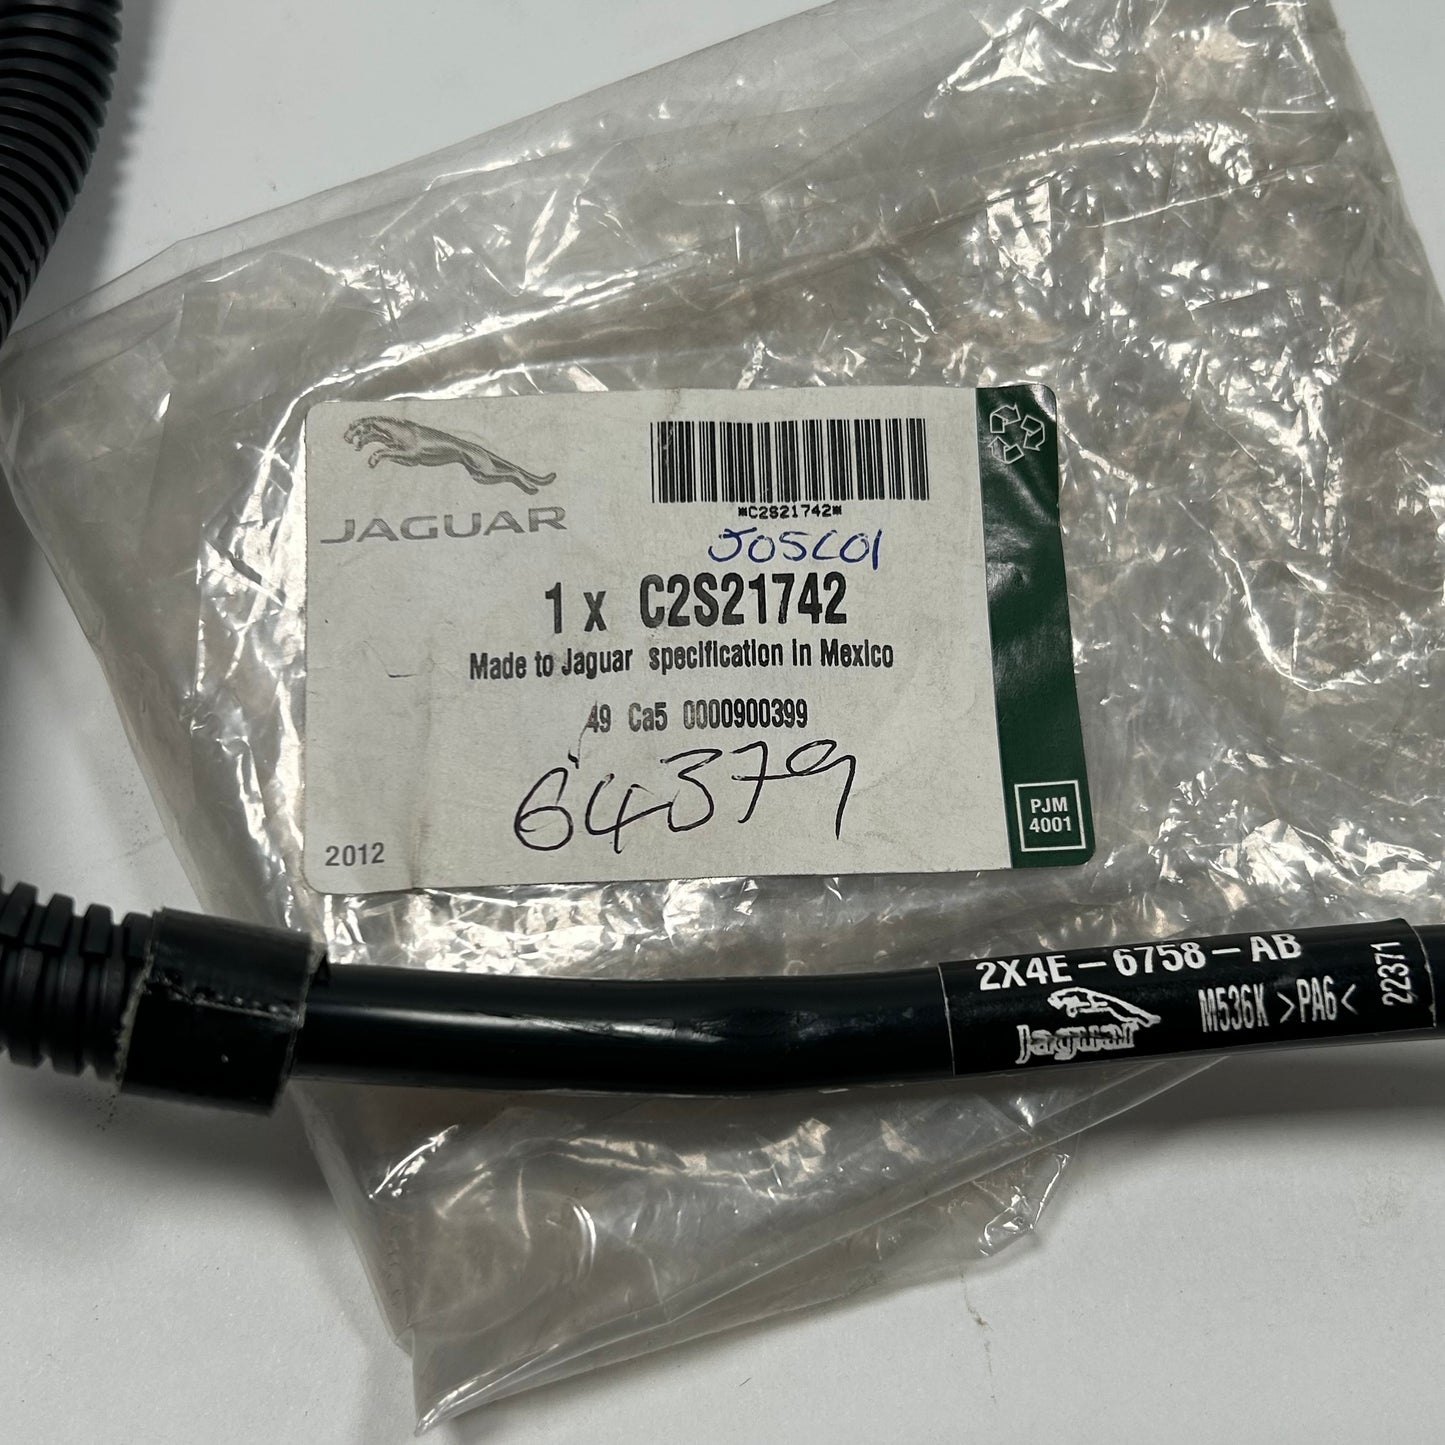 *C2S21742*
JAGUAR
J05C01
1 x C2S21742
Made to Jaguar specification in Mexico
49 Ca5 0000900399
64379
PJM
4001
2012
2X4E-6758-AB
Jaguar
M536K >PA6<
22371